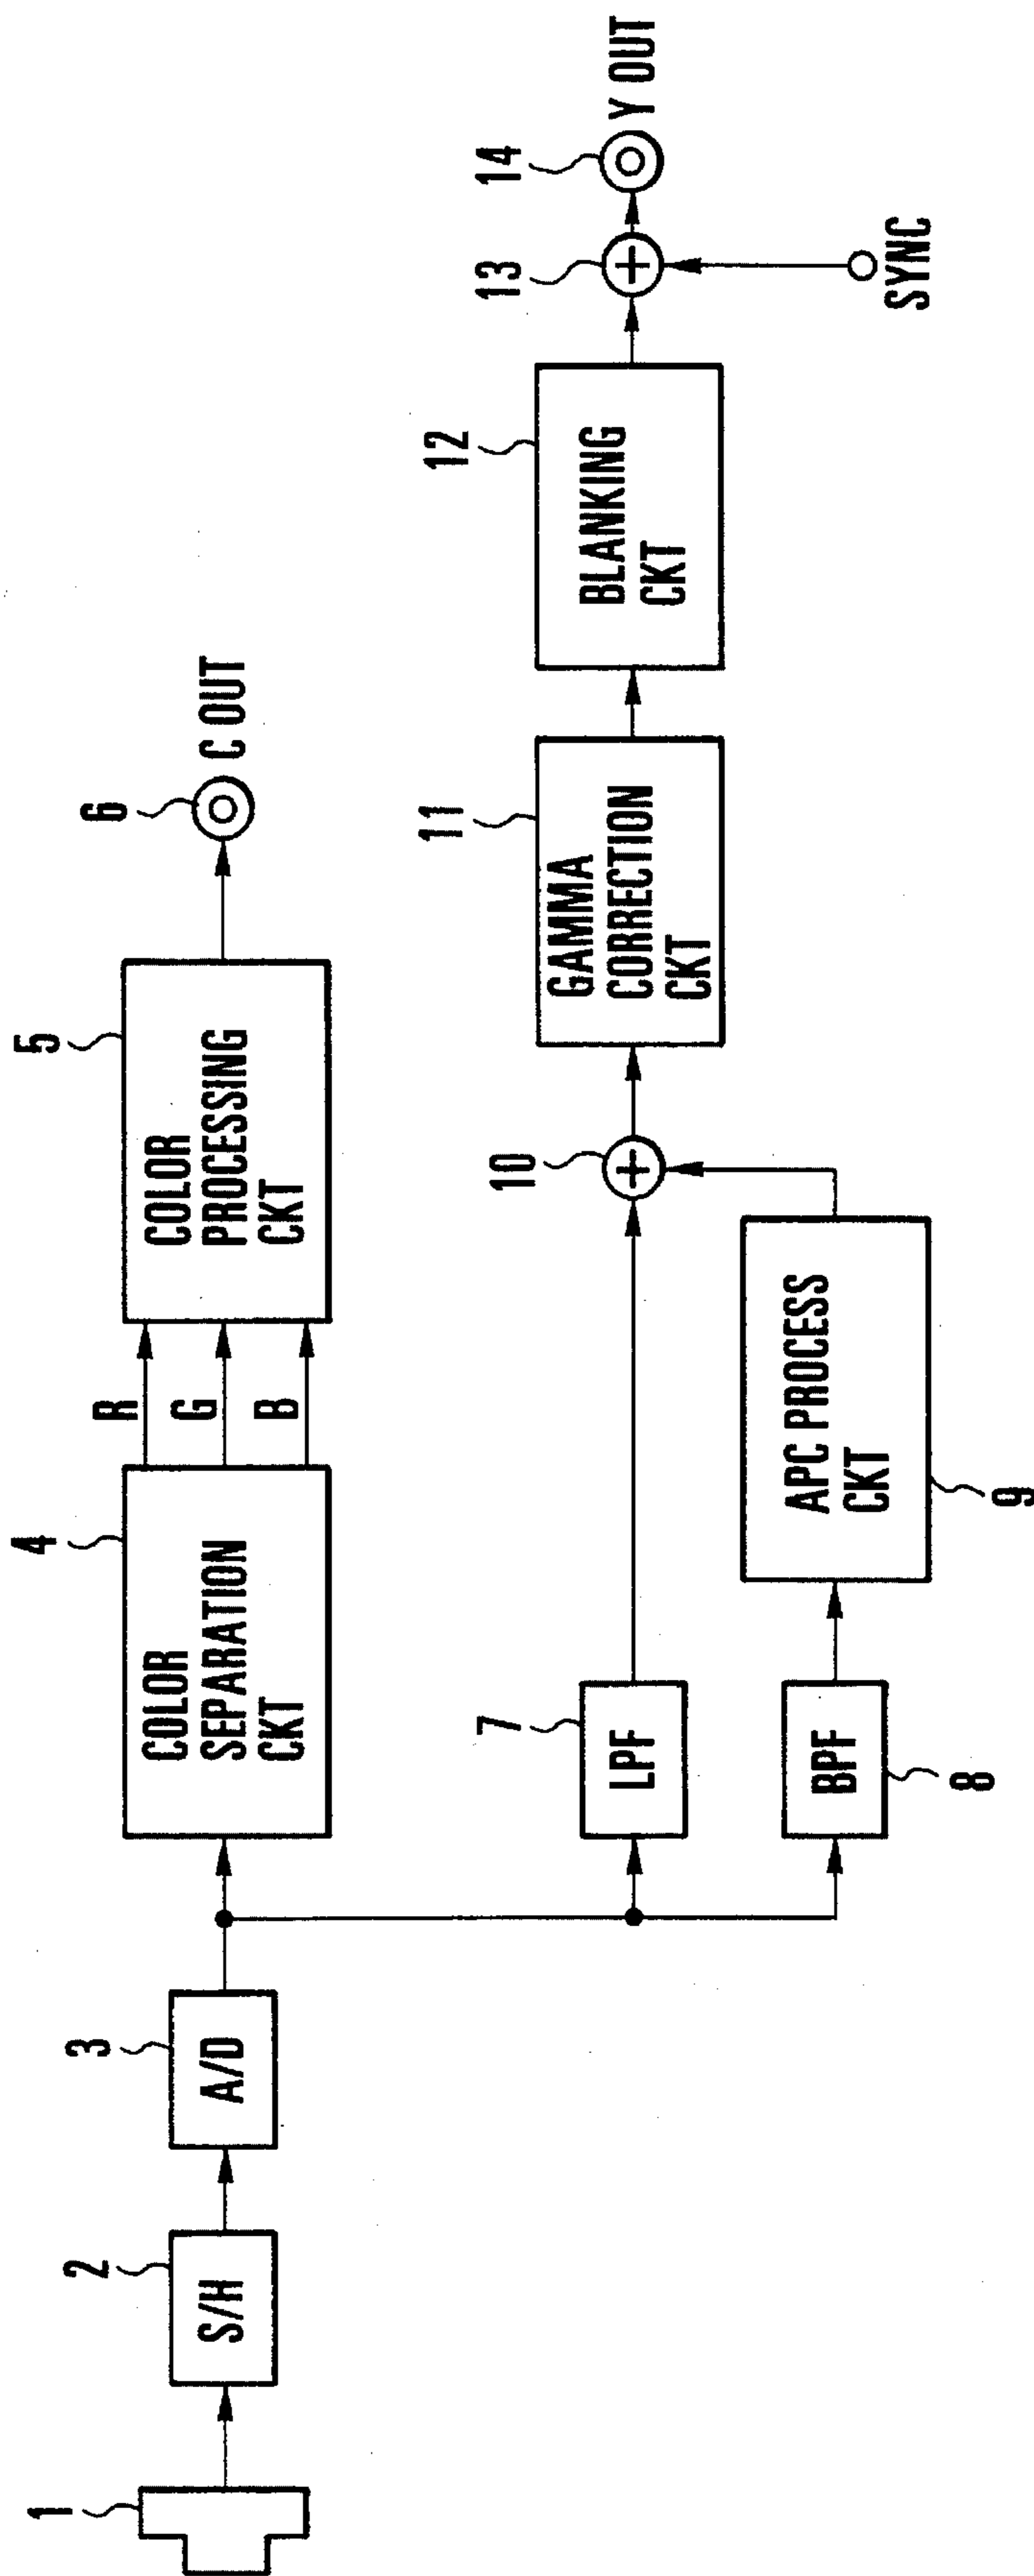 1
2
S/H
3
A/D
4
COLOR
SEPARATION
CKT
R
G
B
5
COLOR
PROCESSING
CKT
6
C OUT
7
LPF
8
BPF
9
APC PROCESS
CKT
10
11
GAMMA
CORRECTION
CKT
12
BLANKING
CKT
13
SYNC
14
Y OUT